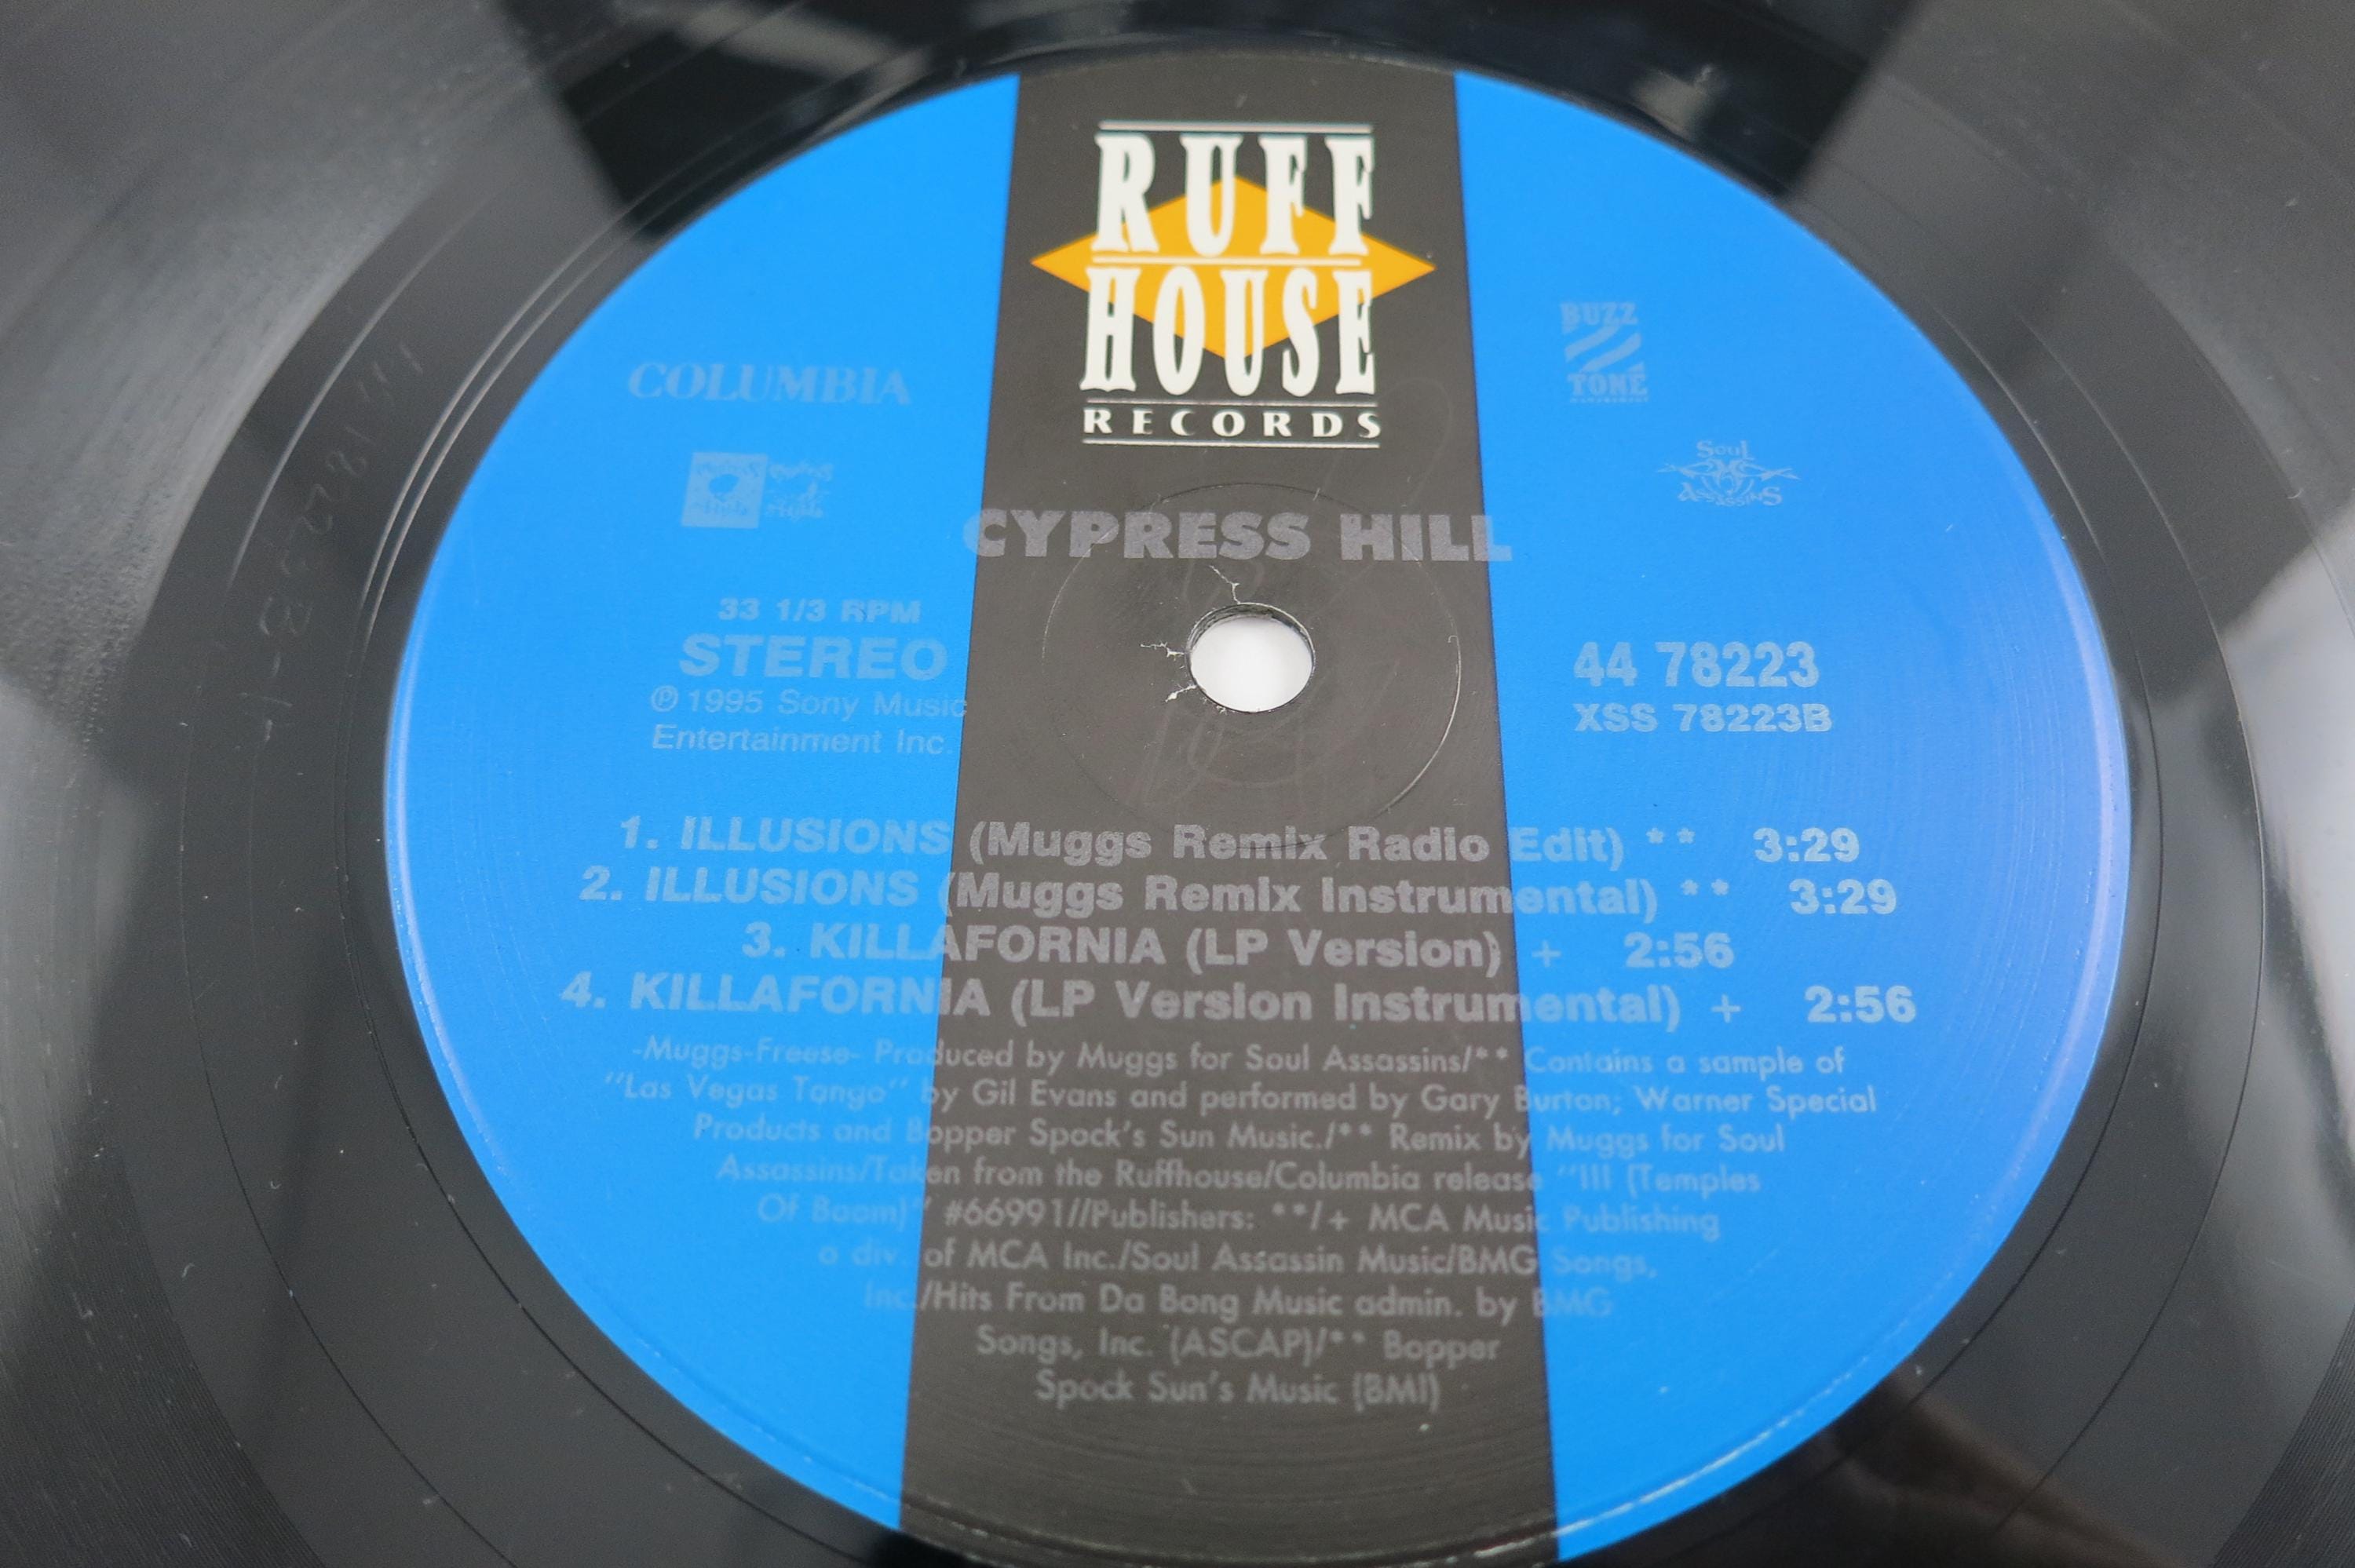 RUFF
HOUSE
RECORDS
COLUMBIA
BUZZ
TONE
SOUL
ASSASSINS
CYPRESS HILL
33 1/3 RPM
STEREO
℗ 1995 Sony Music
Entertainment Inc.
44 78223
XSS 78223B
1. ILLUSIONS (Muggs Remix Radio Edit) ** 3:29
2. ILLUSIONS (Muggs Remix Instrumental) ** 3:29
3. KILLAFORNIA (LP Version) + 2:56
4. KILLAFORNIA (LP Version Instrumental) + 2:56
-Muggs-Freese- Produced by Muggs for Soul Assassins/** Contains a sample of
"Las Vegas Tango" by Gil Evans and performed by Gary Burton; Warner Special
Products and Bopper Spock's Sun Music./** Remix by Muggs for Soul
Assassins/Taken from the Ruffhouse/Columbia release "III (Temples
Of Boom)" #66991//Publishers: **/+ MCA Music Publishing
a div. of MCA Inc./Soul Assassin Music/BMG Songs,
Inc./Hits From Da Bong Music admin. by BMG
Songs, Inc. (ASCAP)/** Bopper
Spock Sun's Music (BMI)